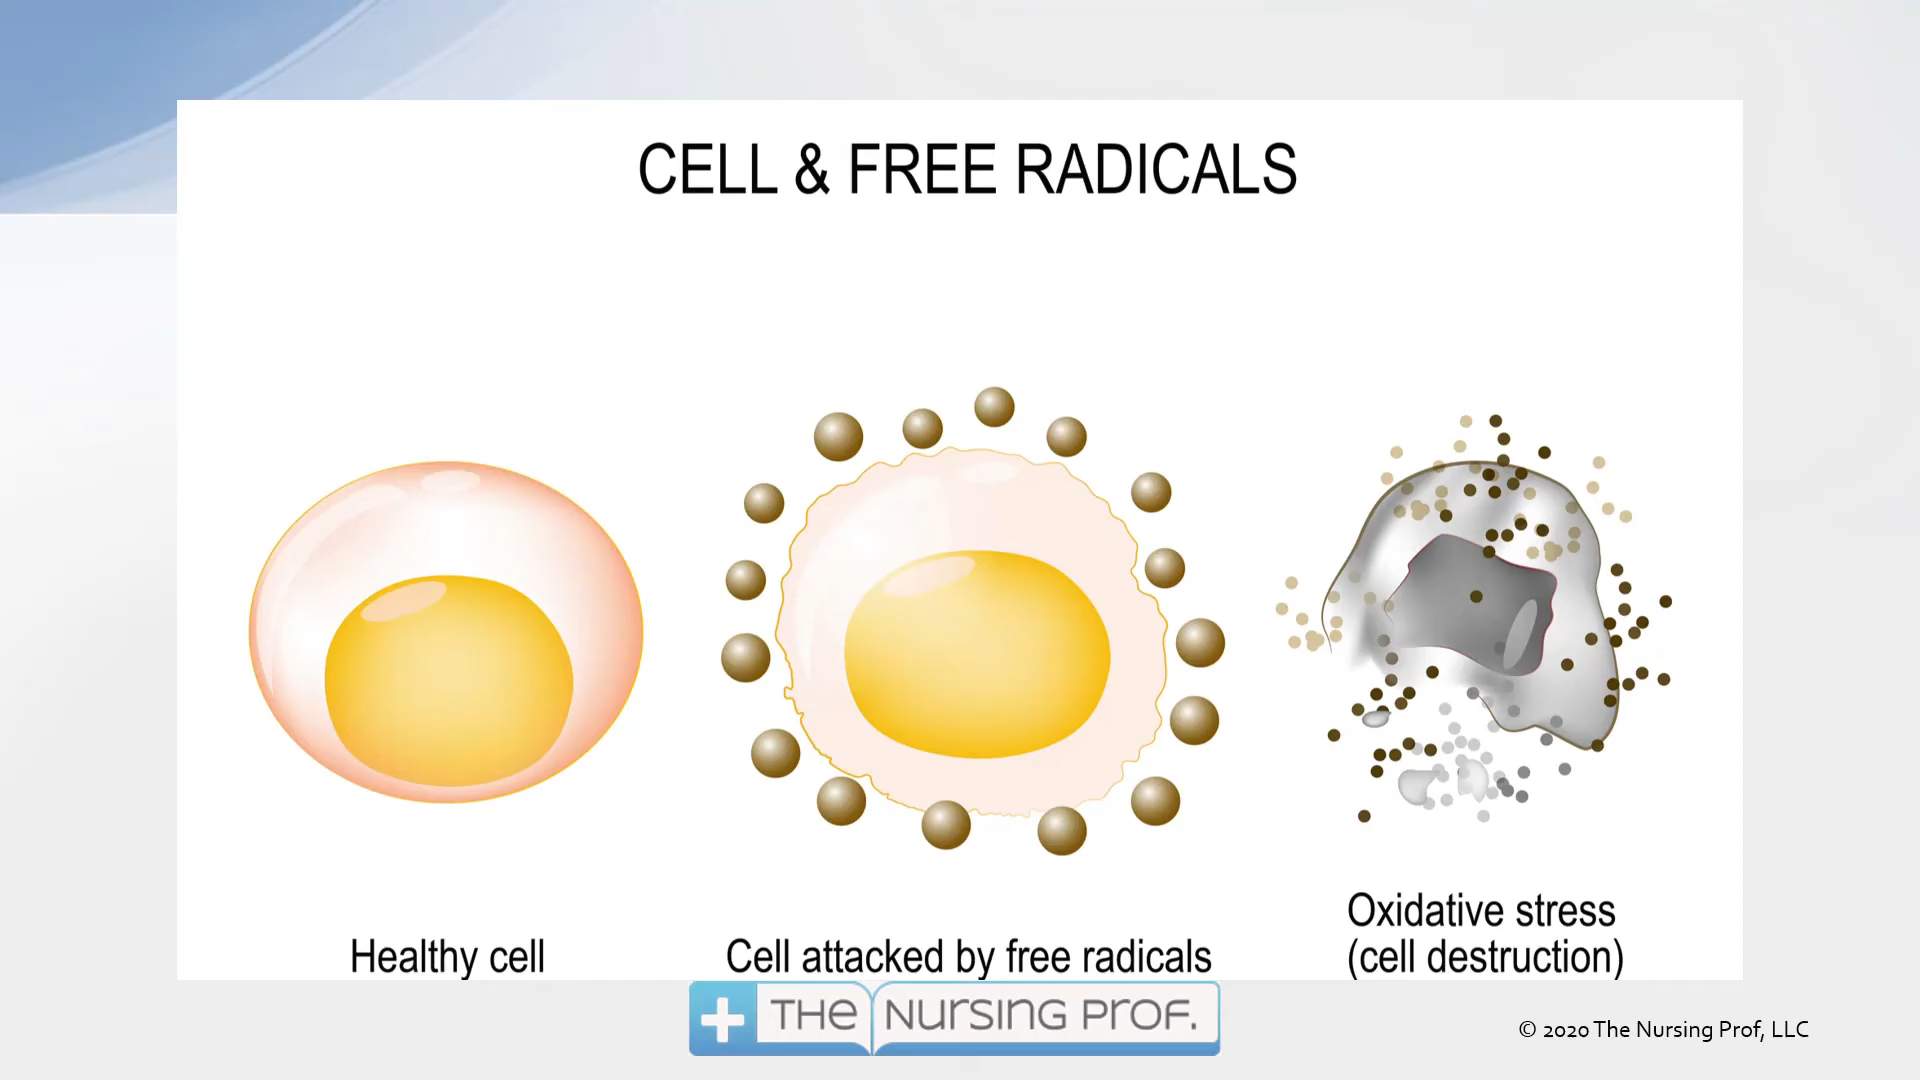 CELL & FREE RADICALS
Healthy cell
Cell attacked by free radicals
Oxidative stress
(cell destruction)
THE NURSING PROF.
© 2020 The Nursing Prof, LLC